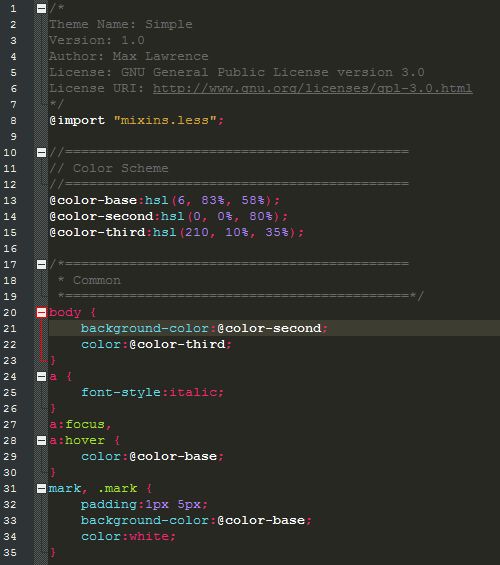 1 /*
2 Theme Name: Simple
3 Version: 1.0
4 Author: Max Lawrence
5 License: GNU General Public License version 3.0
6 License URI: http://www.gnu.org/licenses/gpl-3.0.html
7 */
8 @import "mixins.less";
9
10 //===========================================
11 // Color Scheme
12 //===========================================
13 @color-base:hsl(6, 83%, 58%);
14 @color-second:hsl(0, 0%, 80%);
15 @color-third:hsl(210, 10%, 35%);
16
17 /*===========================================
18  * Common
19  *===========================================*/
20 body {
21     background-color:@color-second;
22     color:@color-third;
23 }
24 a {
25     font-style:italic;
26 }
27 a:focus,
28 a:hover {
29     color:@color-base;
30 }
31 mark, .mark {
32     padding:1px 5px;
33     background-color:@color-base;
34     color:white;
35 }